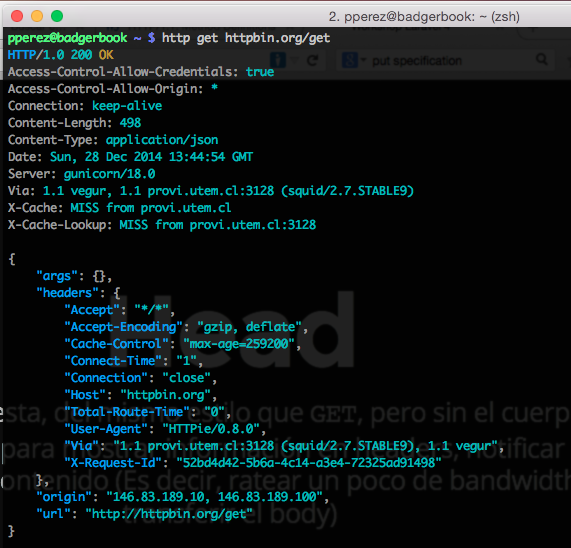 2. pperez@badgerbook: ~ (zsh)
pperez@badgerbook ~ $ http get httpbin.org/get
put specification
HTTP/1.0 200 OK
Access-Control-Allow-Credentials: true
Access-Control-Allow-Origin: *
Connection: keep-alive
Content-Length: 498
Content-Type: application/json
Date: Sun, 28 Dec 2014 13:44:54 GMT
Server: gunicorn/18.0
Via: 1.1 vegur, 1.1 provi.utem.cl:3128 (squid/2.7.STABLE9)
X-Cache: MISS from provi.utem.cl
X-Cache-Lookup: MISS from provi.utem.cl:3128
{
    "args": {},
    "headers": {
        "Accept": "*/*",
        "Accept-Encoding": "gzip, deflate",
        "Cache-Control": "max-age=259200",
        "Connect-Time": "1",
        "Connection": "close",
        "Host": "httpbin.org",
        "Total-Route-Time": "0",
        "User-Agent": "HTTPie/0.8.0",
        "Via": "1.1 provi.utem.cl:3128 (squid/2.7.STABLE9), 1.1 vegur",
        "X-Request-Id": "52bd4d42-5b6a-4c14-a3e4-72325ad91498"
    },
    "origin": "146.83.189.10, 146.83.189.100",
    "url": "http://httpbin.org/get"
}
Head
esta, del mismo estilo que GET, pero sin el cuerp
para mostrar notificar
ontenido (Es decir, ratear un poco de bandwidth
el body)